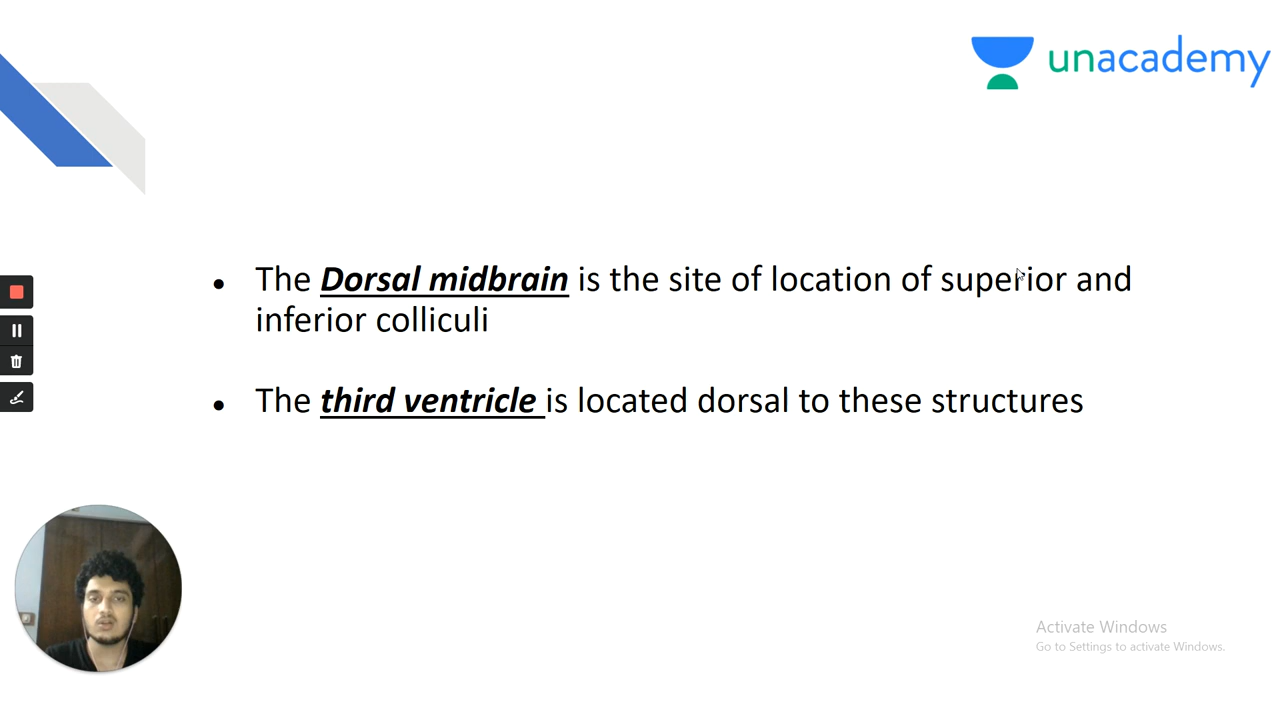 unacademy
The Dorsal midbrain is the site of location of superior and
inferior colliculi
The third ventricle is located dorsal to these structures
Activate Windows
Go to Settings to activate Windows.